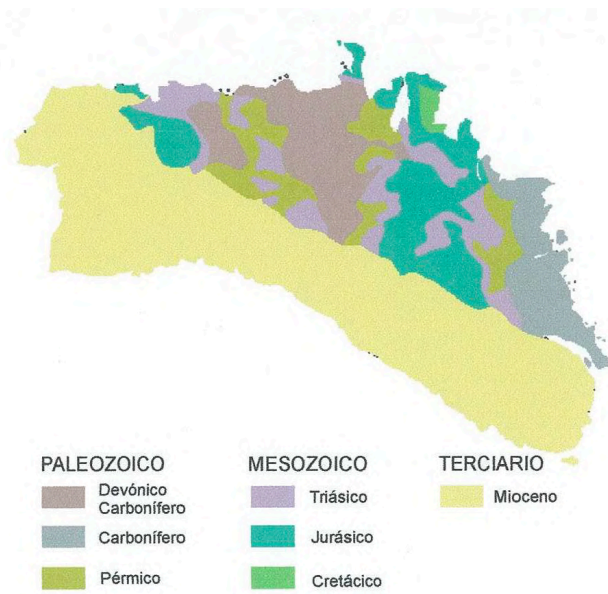 PALEOZOICO
Devónico
Carbonífero
Carbonífero
Pérmico
MESOZOICO
Triásico
Jurásico
Cretácico
TERCIARIO
Mioceno